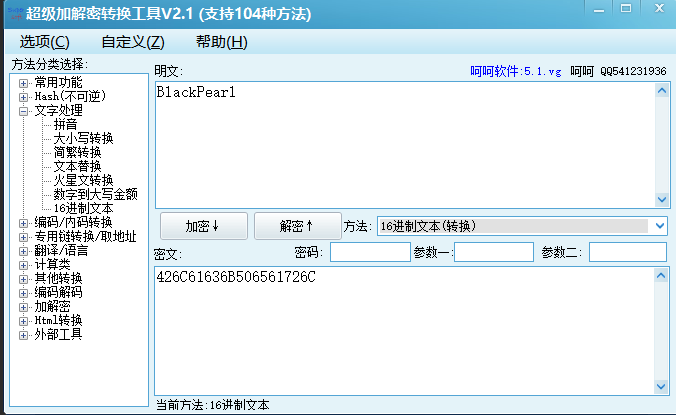 超级加解密转换工具V2.1 (支持104种方法)
选项(C) 自定义(Z) 帮助(H)
方法分类选择:
常用功能
Hash(不可逆)
文字处理
拼音
大小写转换
简繁转换
文本替换
火星文转换
数字到大写金额
16进制文本
编码/内码转换
专用链转换/取地址
翻译/语言
计算类
其他转换
编码解码
加解密
Html转换
外部工具
明文: 呵呵软件:5.1.vg 呵呵 QQ541231936
BlackPearl
加密↓ 解密↑ 方法: 16进制文本(转换)
密文: 密码: 参数一: 参数二:
426C61636B506561726C
当前方法:16进制文本